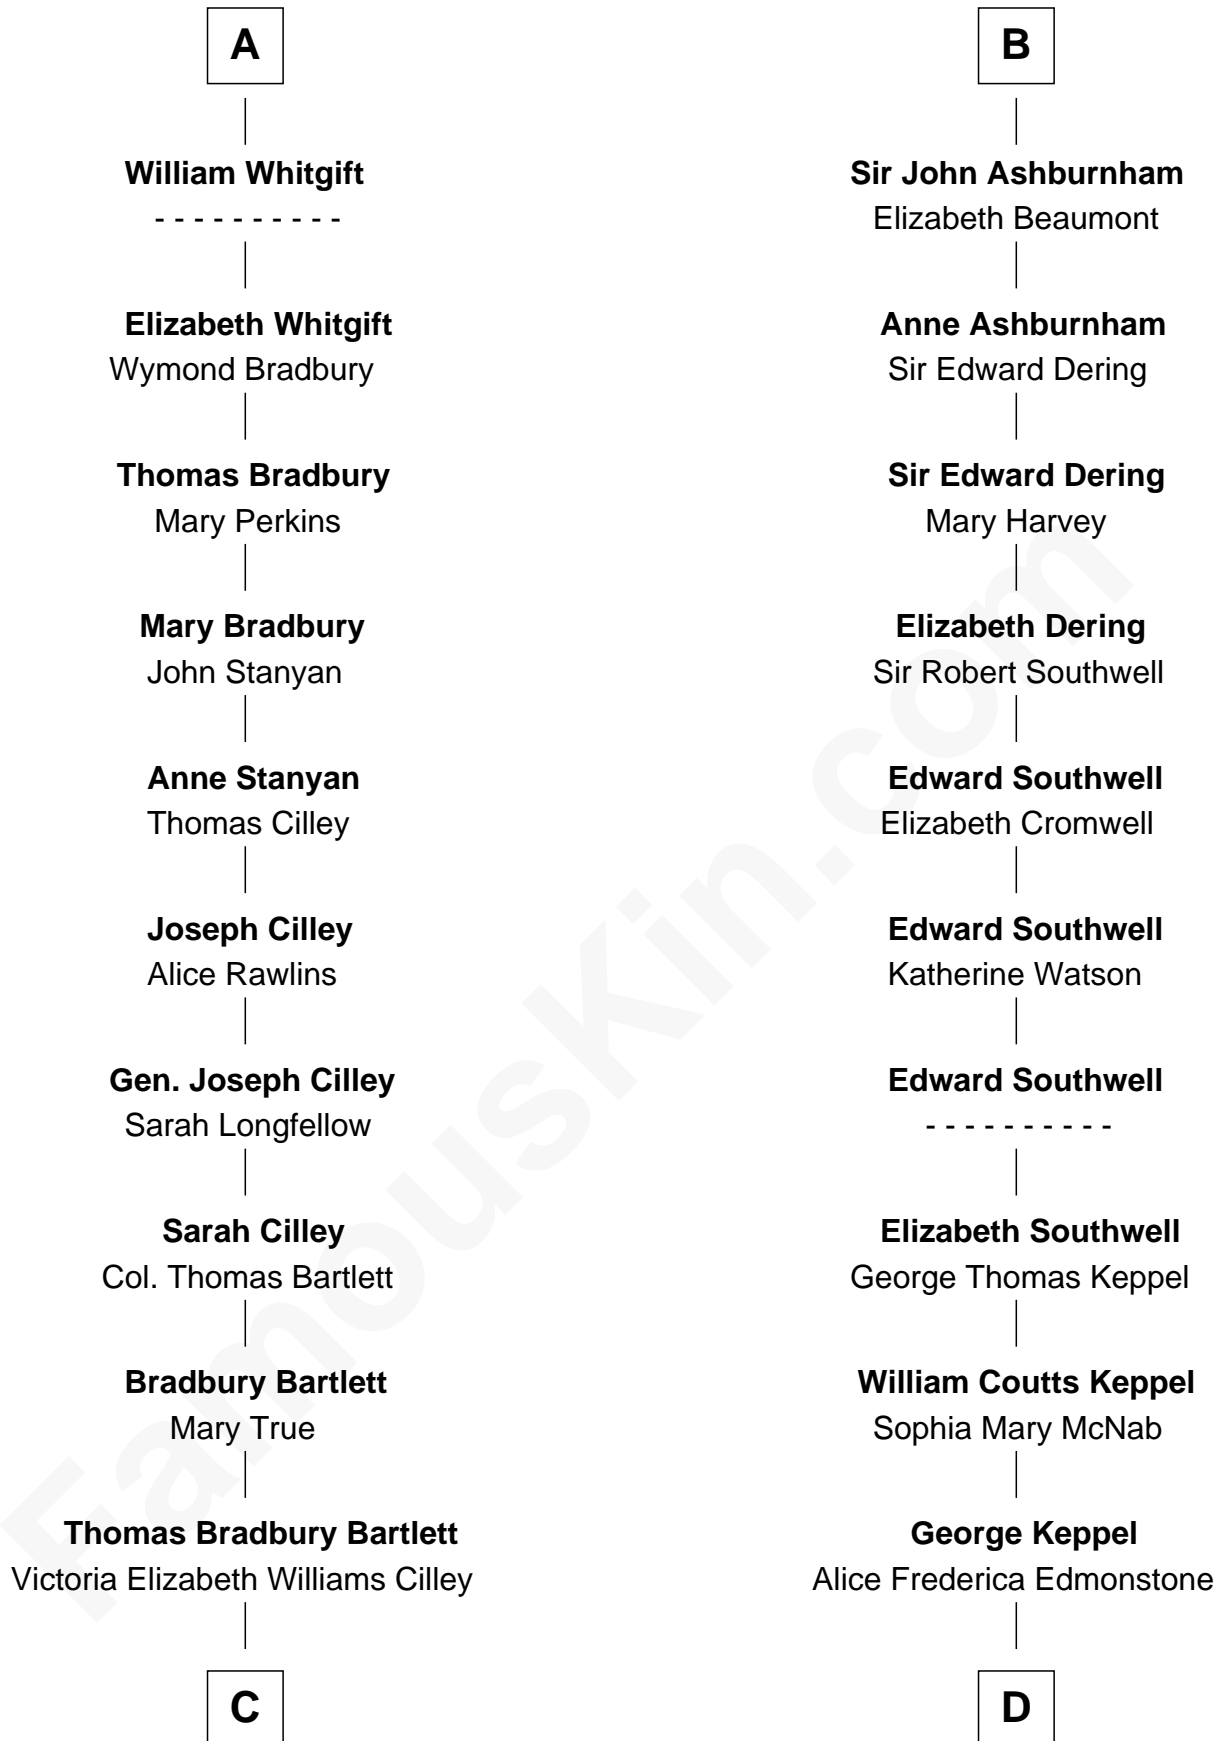 A
William Whitgift
- - - - - - - - - -
Elizabeth Whitgift
Wymond Bradbury
Thomas Bradbury
Mary Perkins
Mary Bradbury
John Stanyan
Anne Stanyan
Thomas Cilley
Joseph Cilley
Alice Rawlins
Gen. Joseph Cilley
Sarah Longfellow
Sarah Cilley
Col. Thomas Bartlett
Bradbury Bartlett
Mary True
Thomas Bradbury Bartlett
Victoria Elizabeth Williams Cilley
C
B
Sir John Ashburnham
Elizabeth Beaumont
Anne Ashburnham
Sir Edward Dering
Sir Edward Dering
Mary Harvey
Elizabeth Dering
Sir Robert Southwell
Edward Southwell
Elizabeth Cromwell
Edward Southwell
Katherine Watson
Edward Southwell
- - - - - - - - - -
Elizabeth Southwell
George Thomas Keppel
William Coutts Keppel
Sophia Mary McNab
George Keppel
Alice Frederica Edmonstone
D
FamousKin.com